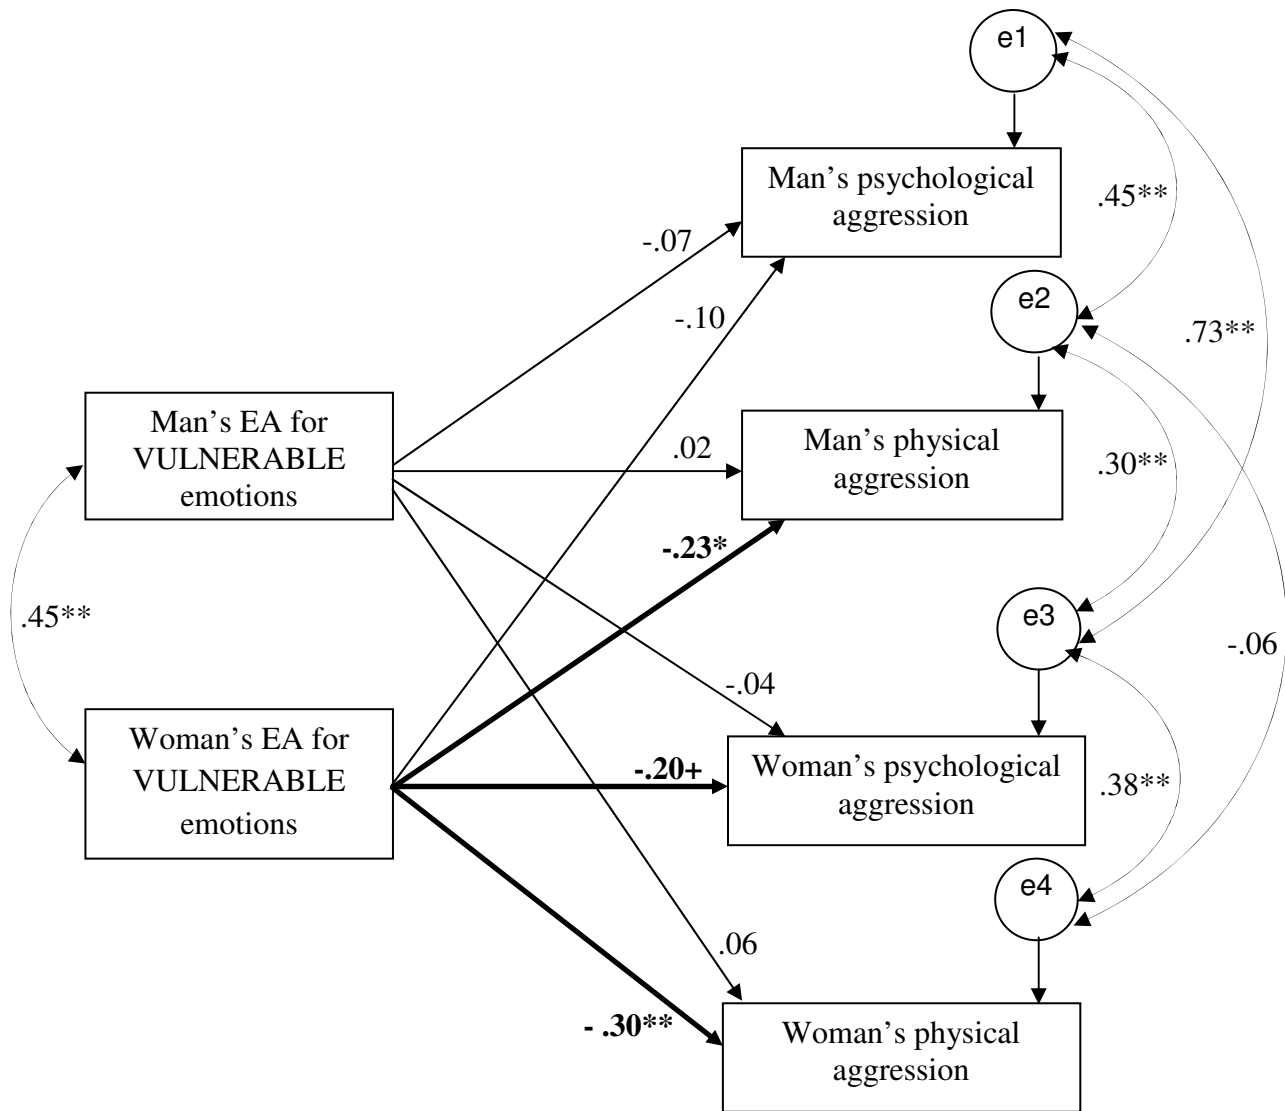 e1
Man’s psychological
aggression
.45**
-.07
e2
-.10
.73**
Man’s EA for
VULNERABLE
emotions
Man’s physical
aggression
.02
.30**
-.23*
.45**
e3
-.06
-.04
Woman’s EA for
VULNERABLE
emotions
Woman’s psychological
aggression
-.20+
.38**
e4
.06
- .30**
Woman’s physical
aggression